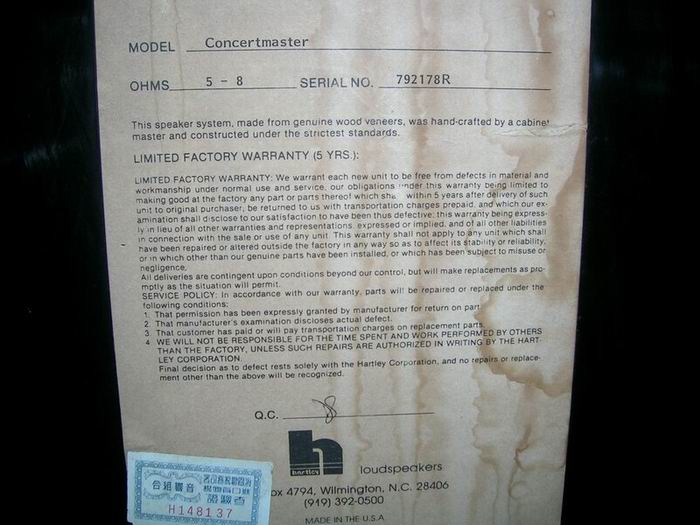 MODEL Concertmaster
OHMS 5 - 8 SERIAL NO. 792178R
This speaker system, made from genuine wood veneers, was hand-crafted by a cabinet
master and constructed under the strictest standards.
LIMITED FACTORY WARRANTY (5 YRS.):
LIMITED FACTORY WARRANTY: We warrant each new unit to be free from defects in material and
workmanship under normal use and service, our obligations under this warranty being limited to
making good at the factory any part or parts thereof which within 5 years after delivery of such
unit to original purchaser, be returned to us with transportation charges prepaid, and which our ex-
amination shall disclose to our satisfaction to have been thus defective; this warranty being express-
ly in lieu of all other warranties and representations, expressed or implied, and of all other liabilities
in connection with the sale or use of any unit. This warranty shall not apply to any unit which shall
have been repaired or altered outside the factory in any way so as to affect its stability or reliability,
or in which other than our genuine parts have been installed, or which has been subject to misuse or
negligence.
All deliveries are contingent upon conditions beyond our control, but will make replacements as pro-
mptly as the situation will permit.
SERVICE POLICY: In accordance with our warranty, parts will be repaired or replaced under the
following conditions:
1. That permission has been expressly granted by manufacturer for return on part.
2. That manufacturer's examination discloses actual defect.
3. That customer has paid or will pay transportation charges on replacement parts.
4 WE WILL NOT BE RESPONSIBLE FOR THE TIME SPENT AND WORK PERFORMED BY OTHERS
THAN THE FACTORY, UNLESS SUCH REPAIRS ARE AUTHORIZED IN WRITING BY THE HART-
LEY CORPORATION.
Final decision as to defect rests solely with the Hartley Corporation, and no repairs or replace-
ment other than the above will be recognized.
Q.C.
h
hartley
loudspeakers
ox 4794, Wilmington, N.C. 28406
(919) 392-0500
MADE IN THE U.S.A.
合組響音
H148137